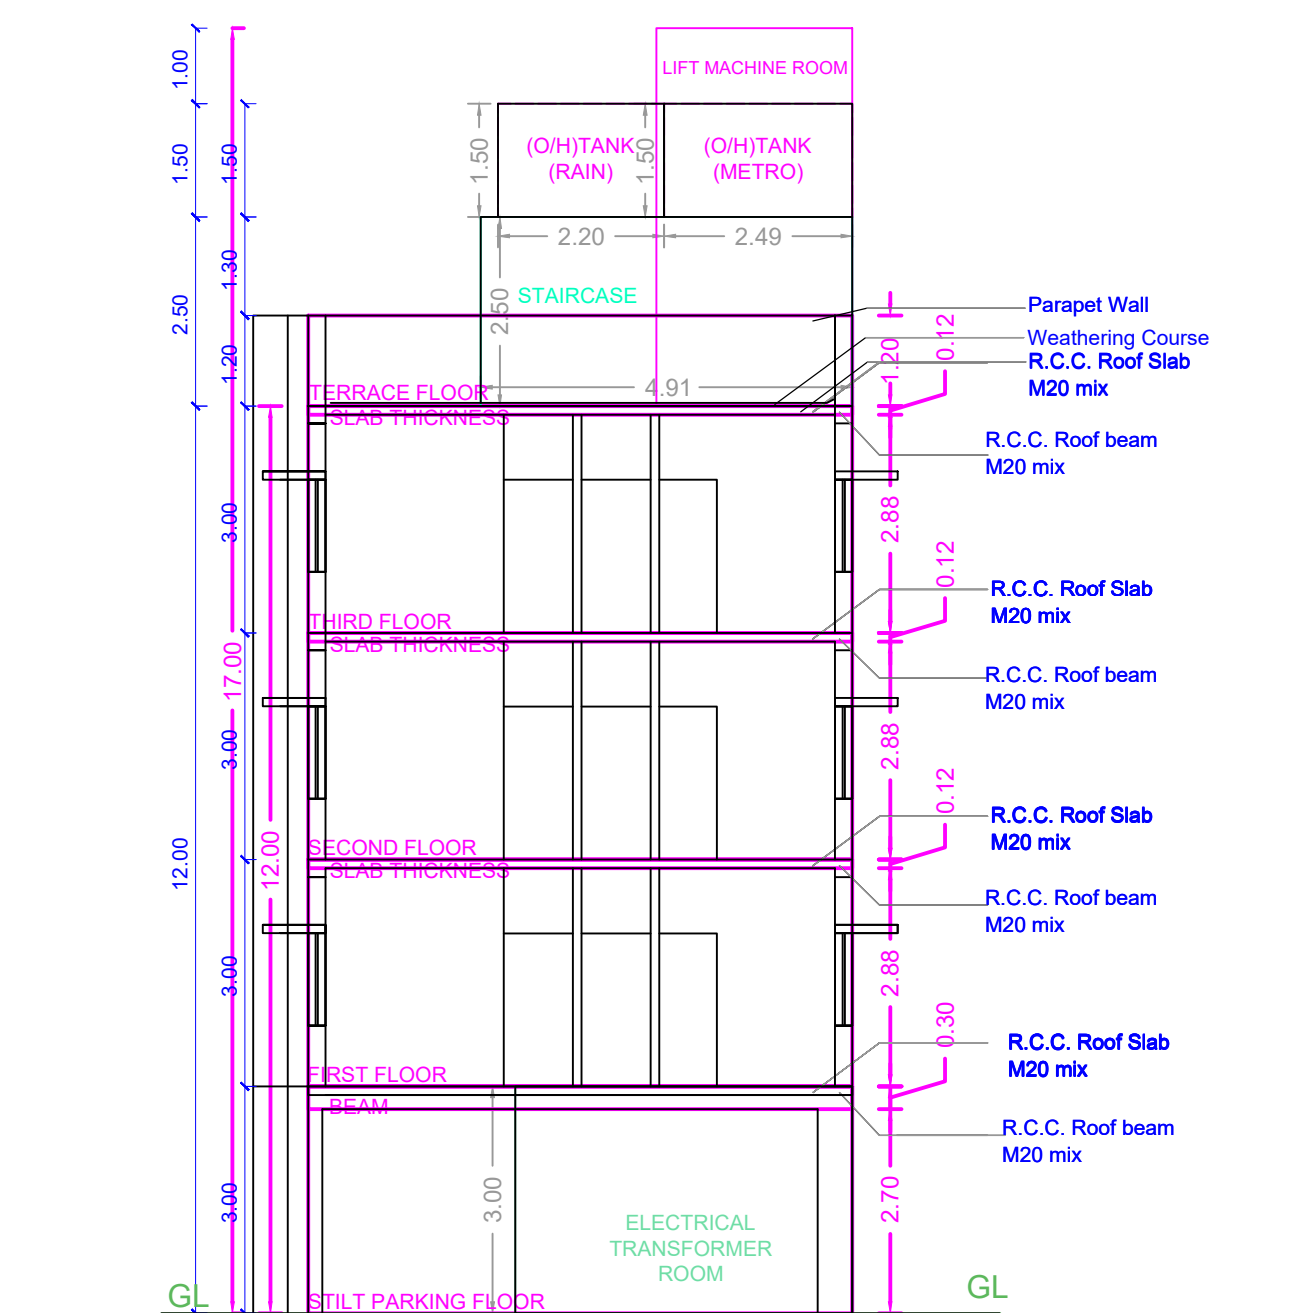 LIFT MACHINE ROOM
1.00
(O/H)TANK
(RAIN)
(O/H)TANK
(METRO)
1.50
1.50
1.50
1.50
2.20
2.49
1.30
2.50
2.50
STAIRCASE
1.20
Parapet Wall
Weathering Course
R.C.C. Roof Slab
M20 mix
1.20
0.12
4.91
TERRACE FLOOR
SLAB THICKNESS
R.C.C. Roof beam
M20 mix
3.00
2.88
0.12
R.C.C. Roof Slab
M20 mix
THIRD FLOOR
SLAB THICKNESS
17.00
R.C.C. Roof beam
M20 mix
3.00
2.88
0.12
R.C.C. Roof Slab
M20 mix
12.00
12.00
SECOND FLOOR
SLAB THICKNESS
R.C.C. Roof beam
M20 mix
3.00
2.88
0.30
R.C.C. Roof Slab
M20 mix
FIRST FLOOR
BEAM
R.C.C. Roof beam
M20 mix
3.00
3.00
2.70
ELECTRICAL
TRANSFORMER
ROOM
GL
GL
STILT PARKING FLOOR